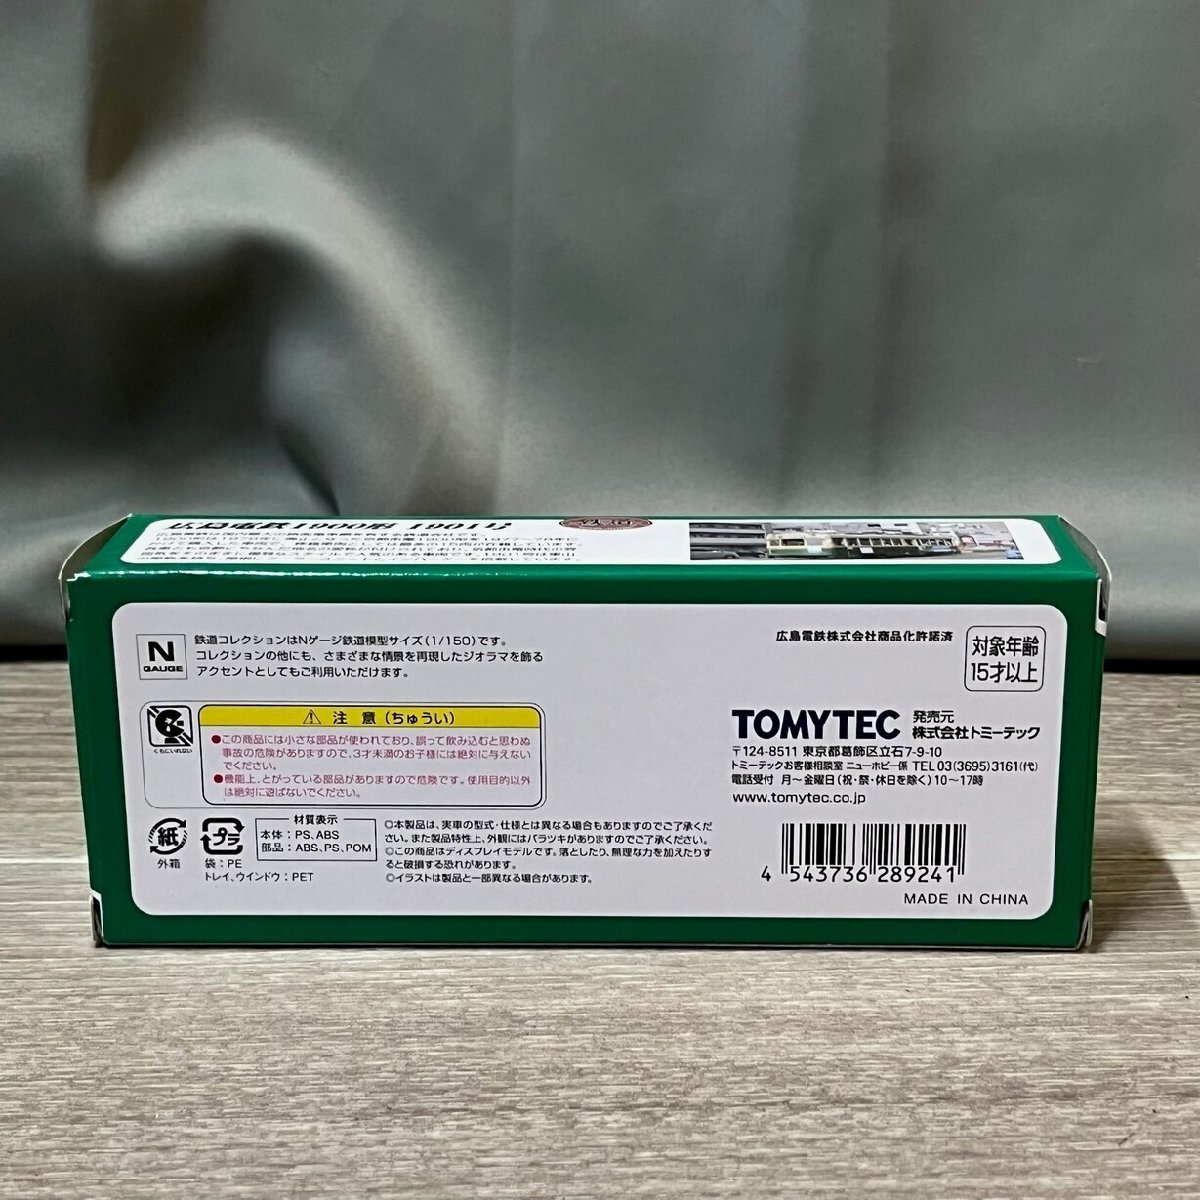 広島電鉄1900形 1901号
N
GAUGE
鉄道コレクションはNゲージ鉄道模型サイズ(1/150)です。
コレクションの他にも、さまざまな情景を再現したジオラマを飾る
アクセントとしてもご利用いただけます。
広島電鉄株式会社商品化許諾済
対象年齢
15才以上
くちにいれない
⚠ 注 意(ちゅうい)
●この商品には小さな部品が使われており、誤って飲み込むと思わぬ
事故の危険がありますので、3才未満のお子様には絶対に与えない
でください。
●機能上、とがっている部品がありますので危険です。使用目的以外
は絶対に遊ばないでください。
TOMYTEC 発売元
株式会社トミーテック
〒124-8511 東京都葛飾区立石7-9-10
トミーテックお客様相談室 ニューホビー係 TEL03(3695)3161(代)
電話受付 月〜金曜日(祝・祭・休日を除く)10〜17時
www.tomytec.co.jp
紙
外箱
プラ
袋:PE
トレイ、ウインドウ:PET
材質表示
本体:PS、ABS
部品:ABS、PS、POM
◎本製品は、実車の型式・仕様とは異なる場合もありますのでご了承くだ
さい。また製品特性上、外観にはバラツキがありますのでご了承ください。
◎この商品はディスプレイモデルです。落としたり、無理な力を加えたりす
ると破損する恐れがあります。
◎イラストは製品と一部異なる場合があります。
4 543736 289241
MADE IN CHINA